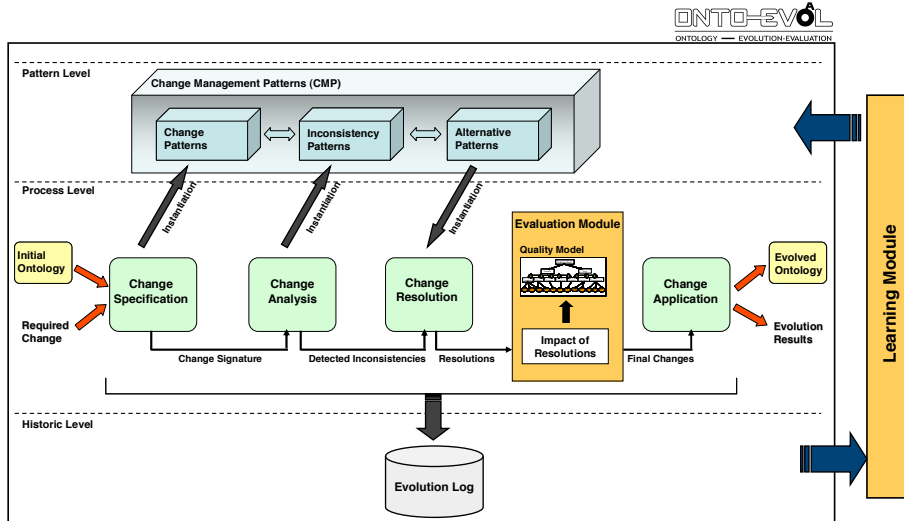 ONTO-EVOL
ONTOLOGY — EVOLUTION-EVALUATION
Pattern Level
Change Management Patterns (CMP)
Change
Patterns
Inconsistency
Patterns
Alternative
Patterns
Process Level
Instantiation
Instantiation
Instantiation
Initial
Ontology
Required
Change
Change
Specification
Change
Analysis
Change
Resolution
Evaluation Module
Quality Model
Impact of
Resolutions
Change
Application
Evolved
Ontology
Evolution
Results
Change Signature
Detected Inconsistencies
Resolutions
Final Changes
Historic Level
Evolution Log
Learning Module